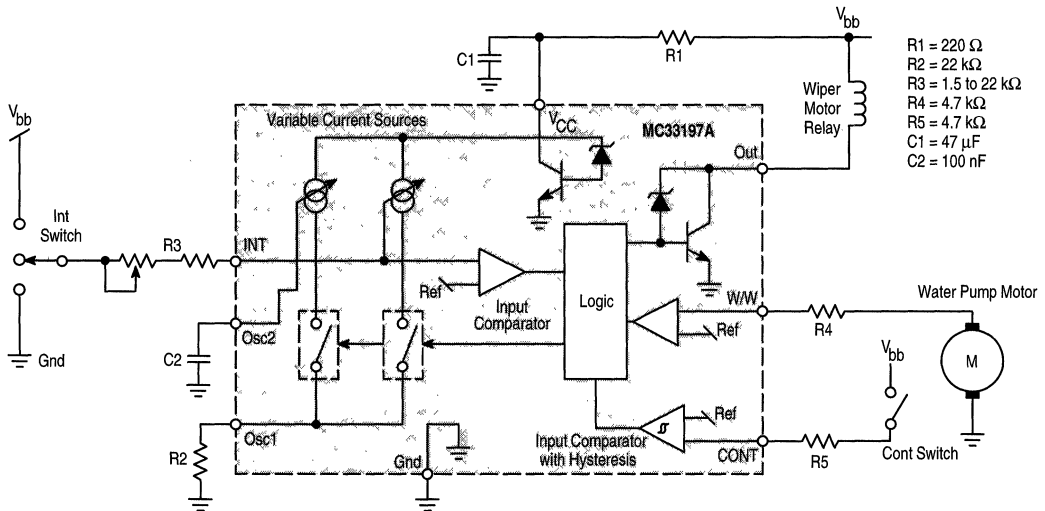 Vbb
C1
R1
R1 = 220 Ω
R2 = 22 kΩ
R3 = 1.5 to 22 kΩ
R4 = 4.7 kΩ
R5 = 4.7 kΩ
C1 = 47 µF
C2 = 100 nF
Wiper
Motor
Relay
Vbb
Variable Current Sources
VCC
MC33197A
Out
Int
Switch
R3
INT
Ref
Input
Comparator
Logic
W/W
Ref
R4
Water Pump Motor
M
Gnd
C2
Osc2
Vbb
Osc1
R2
Gnd
Input Comparator
with Hysteresis
Ref
CONT
R5
Cont Switch